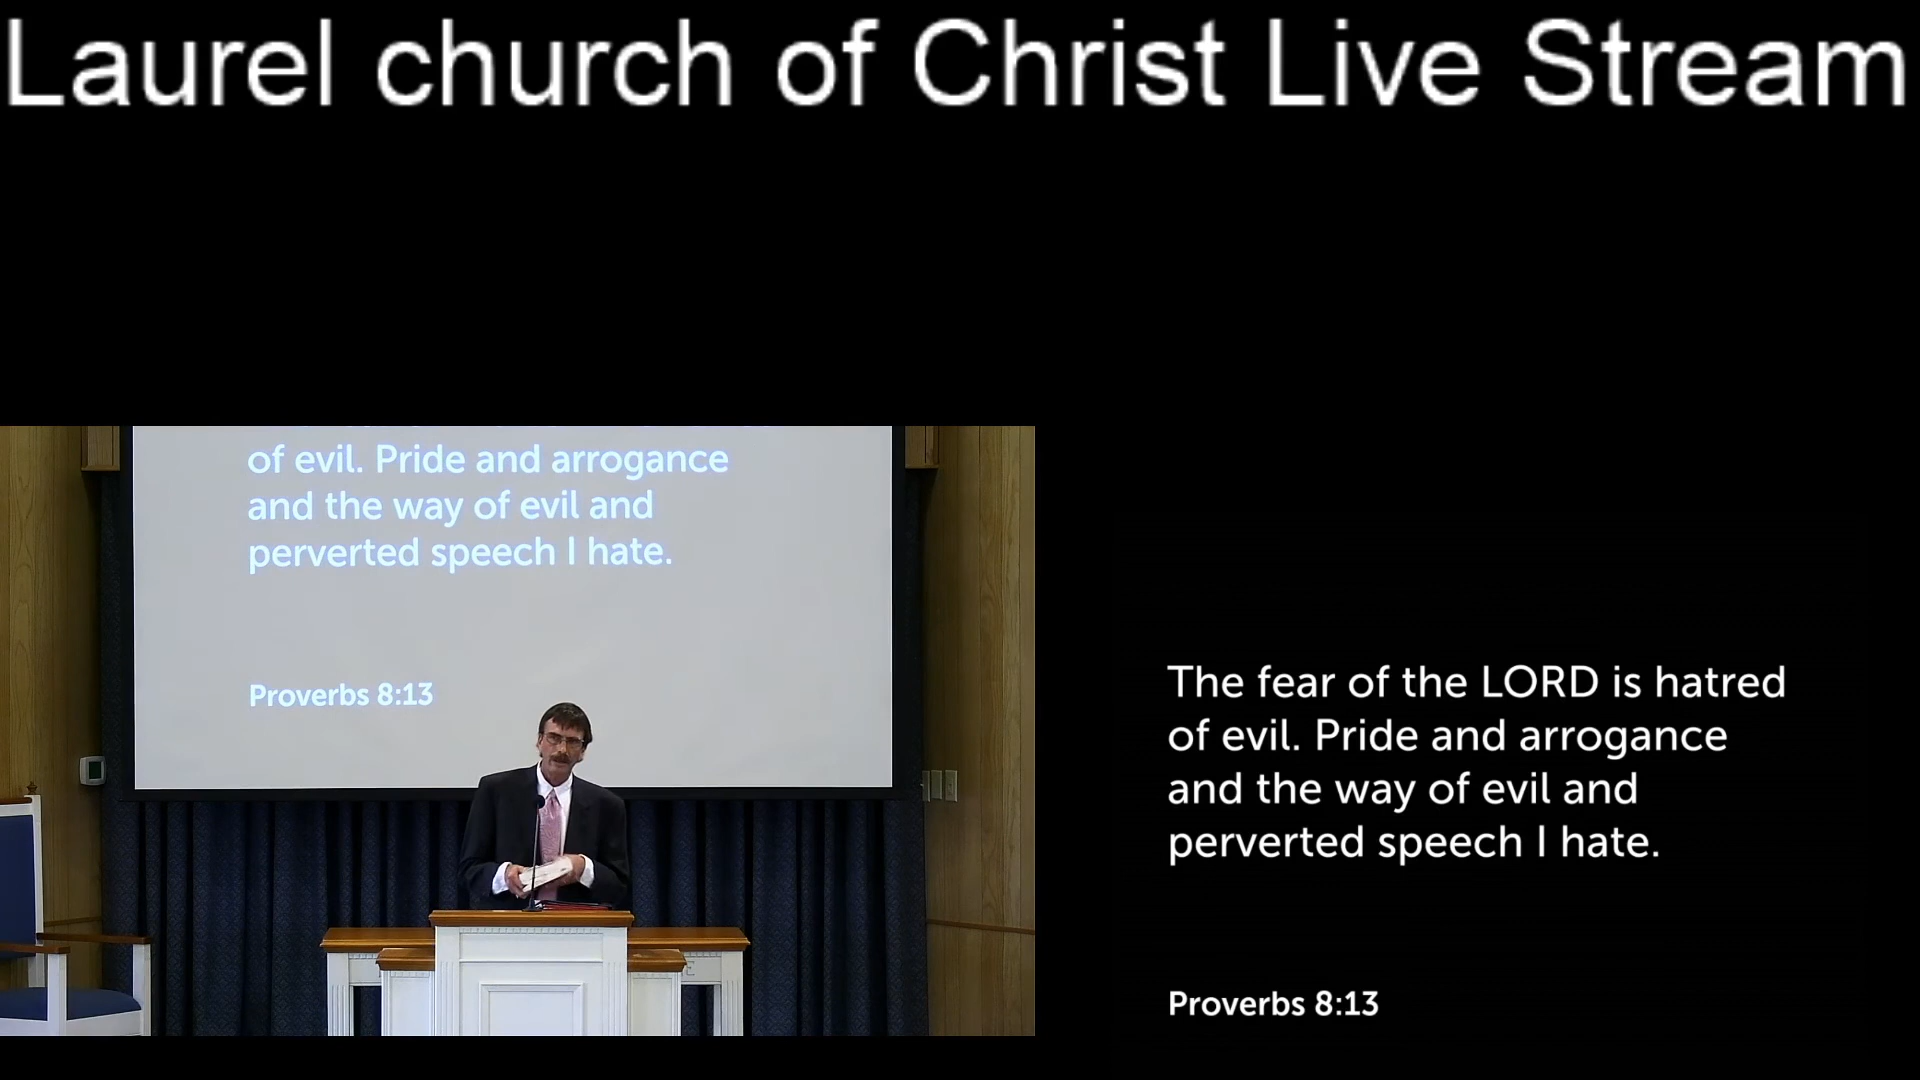 Laurel church of Christ Live Stream
of evil. Pride and arrogance
and the way of evil and
perverted speech I hate.
Proverbs 8:13
The fear of the LORD is hatred
of evil. Pride and arrogance
and the way of evil and
perverted speech I hate.
Proverbs 8:13